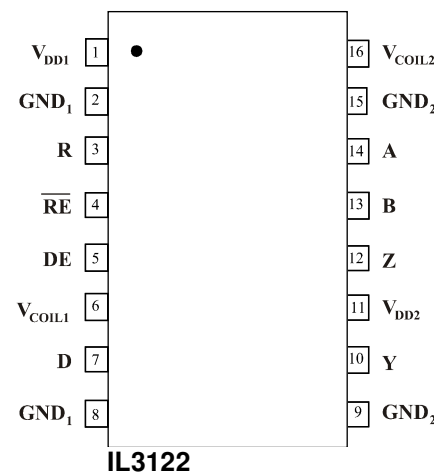 V_DD1 1 16 V_COIL2
GND_1 2 15 GND_2
R 3 14 A
R̅E̅ 4 13 B
DE 5 12 Z
V_COIL1 6 11 V_DD2
D 7 10 Y
GND_1 8 9 GND_2
IL3122